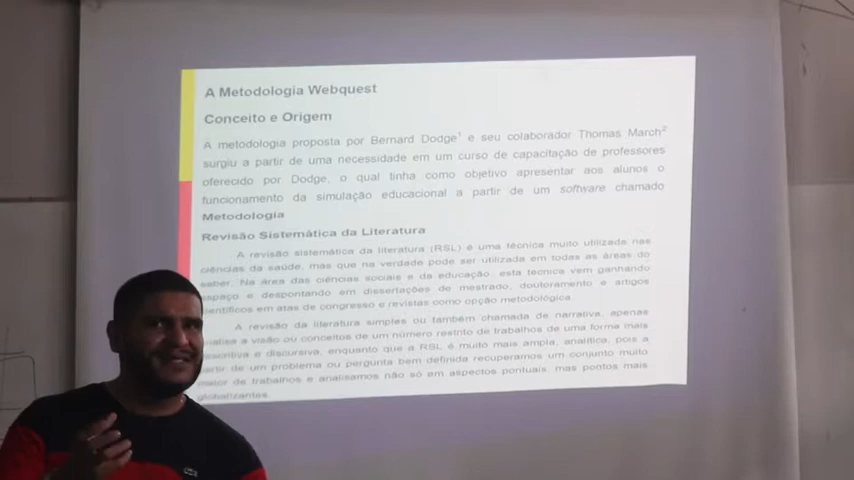 A Metodologia Webquest
Conceito e Origem
A metodologia proposta por Bernard Dodge¹ e seu colaborador Thomas March²
surgiu a partir de uma necessidade em um curso de capacitação de professores
oferecido por Dodge, o qual tinha como objetivo apresentar aos alunos o
funcionamento da simulação educacional a partir de um software chamado
Metodologia
Revisão Sistemática da Literatura
A revisão sistemática da literatura (RSL) é uma técnica muito utilizada nas
ciências da saúde, mas que na verdade pode ser utilizada em todas as áreas do
saber. Na área das ciências sociais e da educação, esta técnica vem ganhando
espaço e despontando em dissertações de mestrado, doutoramento e artigos
científicos em atas de congresso e revistas como opção metodológica.
A revisão da literatura simples ou também chamada de narrativa, apenas
a visão ou conceitos de um número restrito de trabalhos de uma forma mais
e discursiva, enquanto que a RSL é muito mais ampla, analítica, pois a
de um problema ou pergunta bem definida recuperamos um conjunto muito
maior de trabalhos e analisamos não só em aspectos pontuais, mas pontos mais
globalizantes.